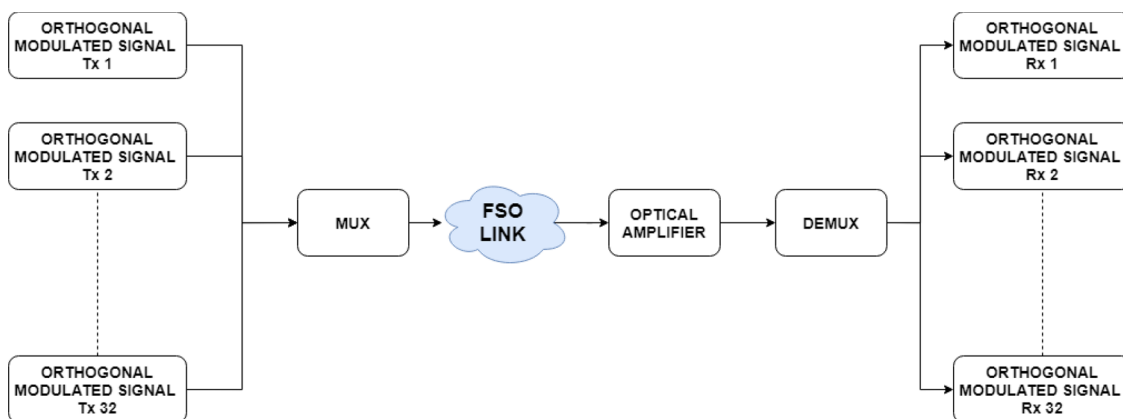 ORTHOGONAL
MODULATED SIGNAL
Tx 1
ORTHOGONAL
MODULATED SIGNAL
Tx 2
ORTHOGONAL
MODULATED SIGNAL
Tx 32
MUX
FSO
LINK
OPTICAL
AMPLIFIER
DEMUX
ORTHOGONAL
MODULATED SIGNAL
Rx 1
ORTHOGONAL
MODULATED SIGNAL
Rx 2
ORTHOGONAL
MODULATED SIGNAL
Rx 32